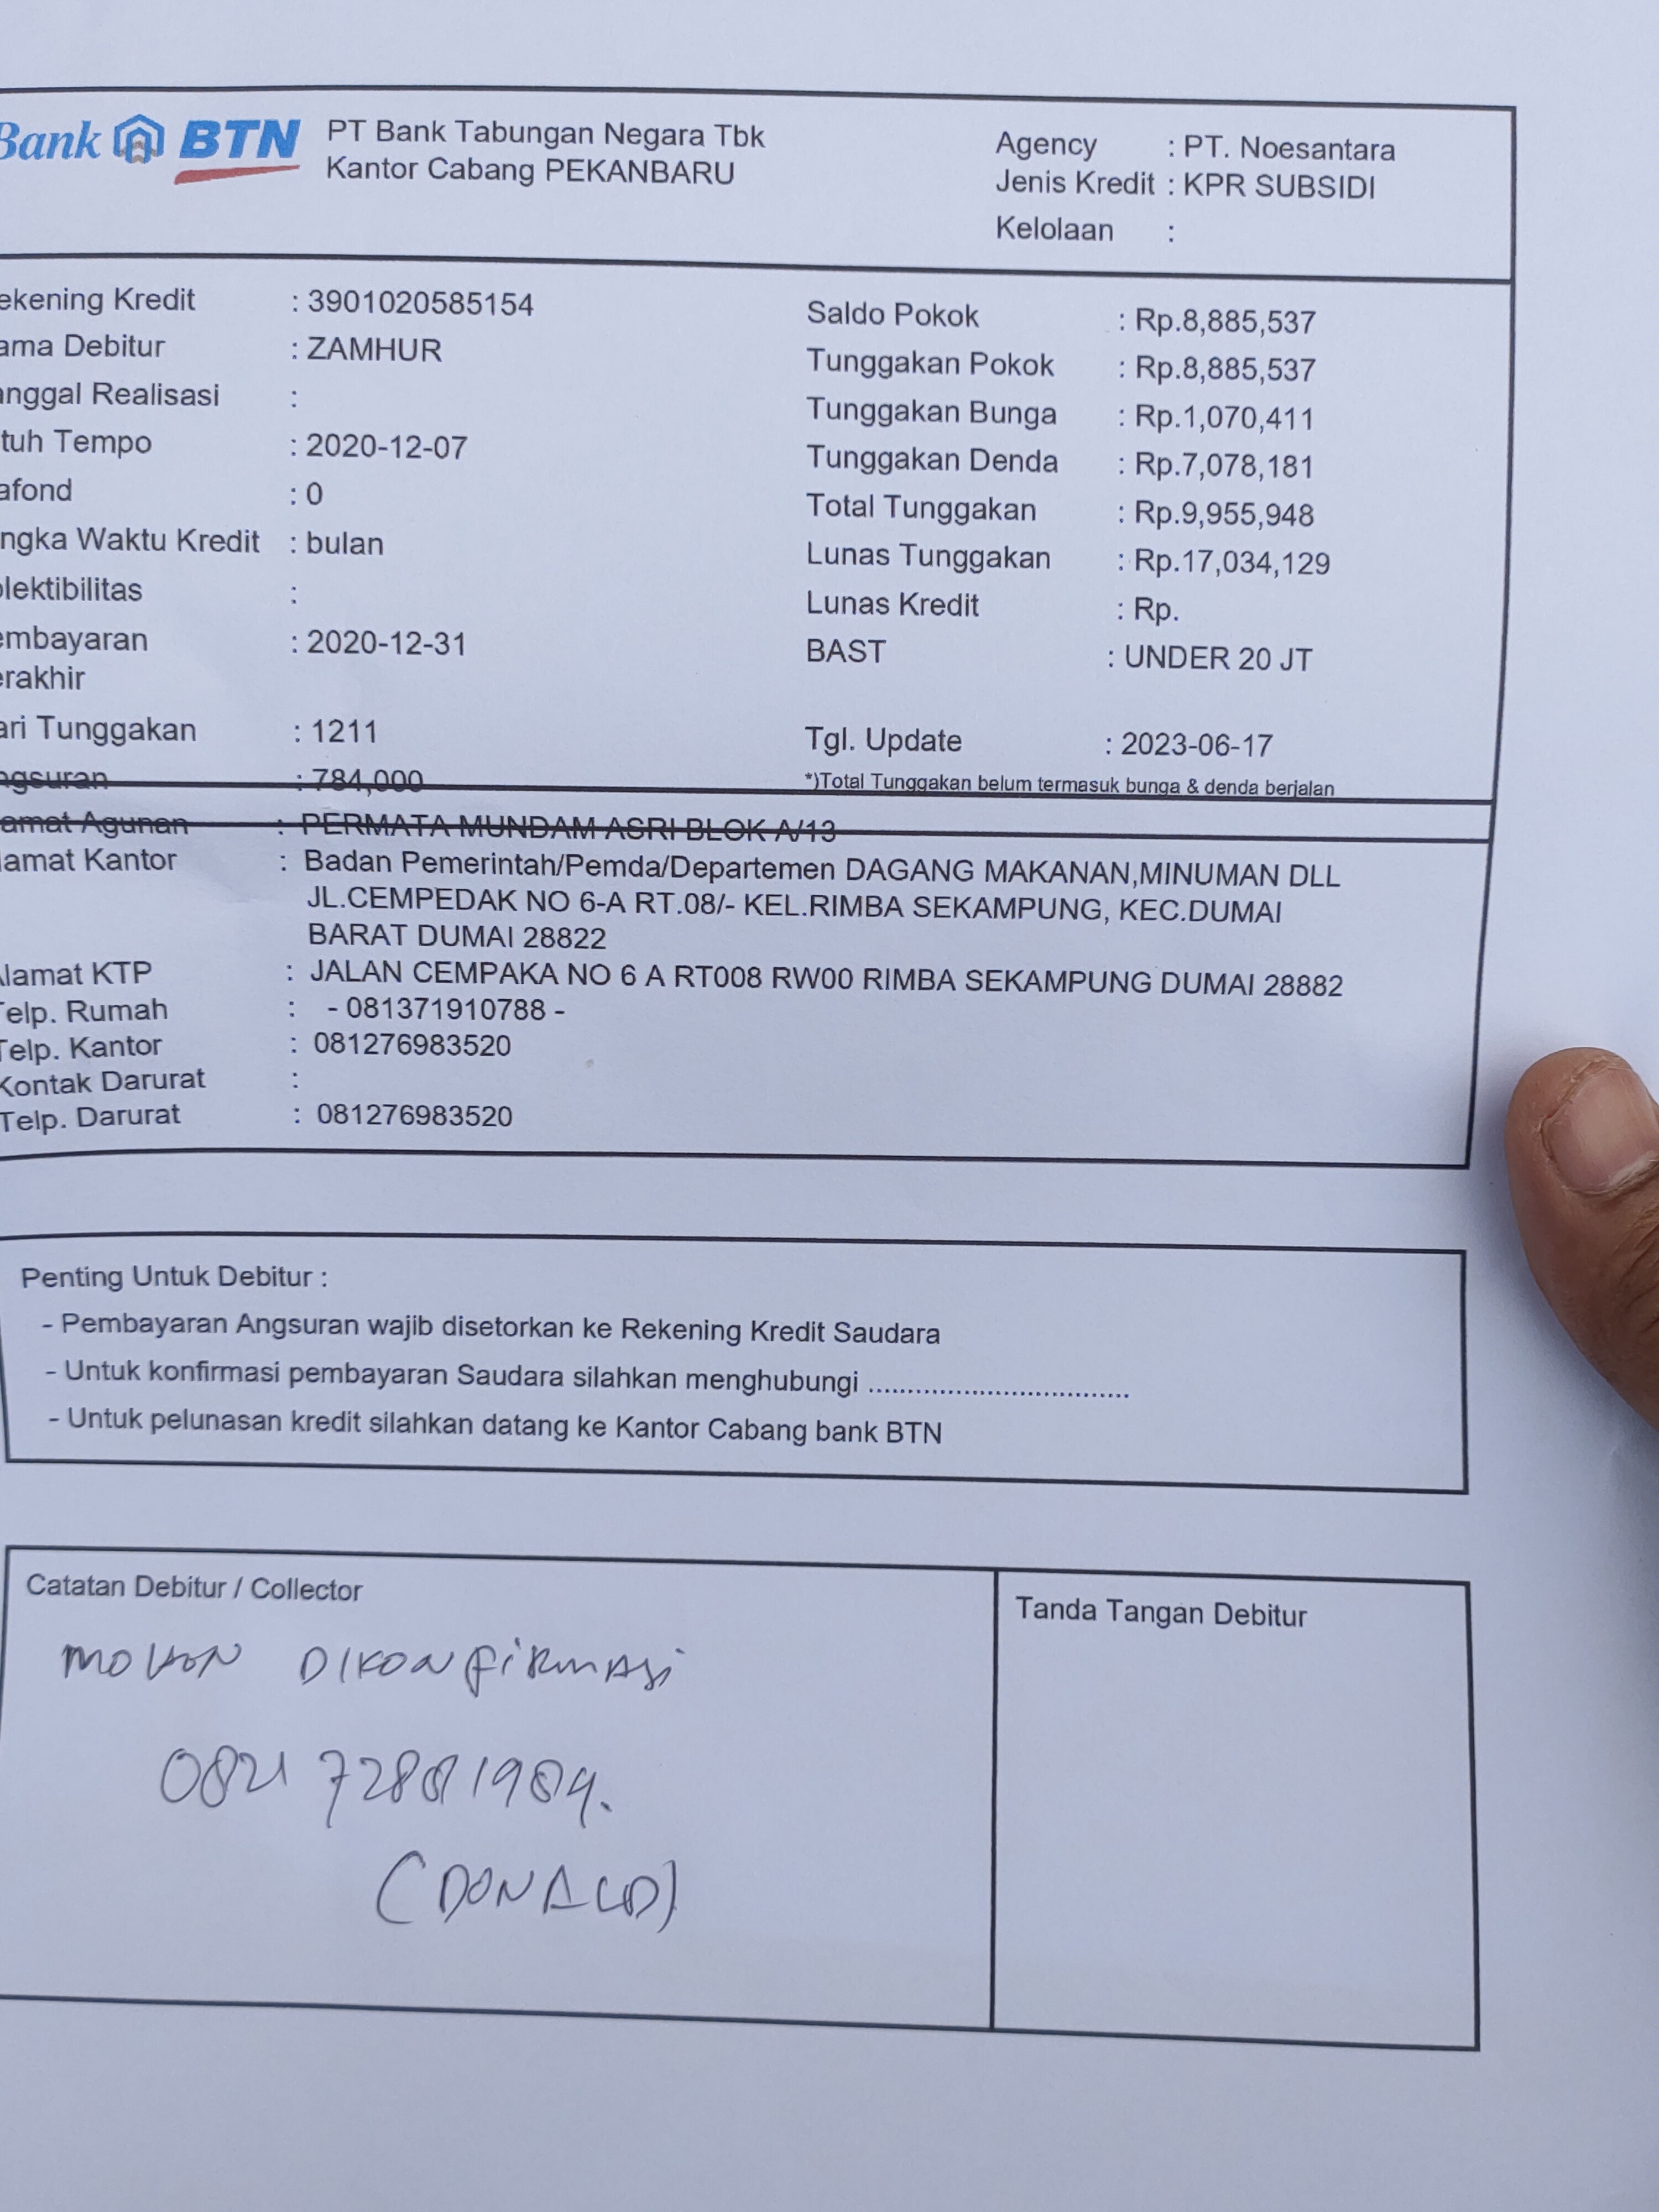 Bank BTN
PT Bank Tabungan Negara Tbk
Kantor Cabang PEKANBARU
Agency : PT. Noesantara
Jenis Kredit : KPR SUBSIDI
Kelolaan :
ekening Kredit : 3901020585154
ama Debitur : ZAMHUR
anggal Realisasi :
tuh Tempo : 2020-12-07
afond : 0
ngka Waktu Kredit : bulan
olektibilitas :
embayaran : 2020-12-31
erakhir
ari Tunggakan : 1211
ngsuran : 784,000
Saldo Pokok : Rp.8,885,537
Tunggakan Pokok : Rp.8,885,537
Tunggakan Bunga : Rp.1,070,411
Tunggakan Denda : Rp.7,078,181
Total Tunggakan : Rp.9,955,948
Lunas Tunggakan : Rp.17,034,129
Lunas Kredit : Rp.
BAST : UNDER 20 JT
Tgl. Update : 2023-06-17
*)Total Tunggakan belum termasuk bunga & denda berjalan
amat Agunan : PERMATA MUNDAM ASRI BLOK A/13
lamat Kantor : Badan Pemerintah/Pemda/Departemen DAGANG MAKANAN,MINUMAN DLL
JL.CEMPEDAK NO 6-A RT.08/- KEL.RIMBA SEKAMPUNG, KEC.DUMAI
BARAT DUMAI 28822
Alamat KTP : JALAN CEMPAKA NO 6 A RT008 RW00 RIMBA SEKAMPUNG DUMAI 28882
Telp. Rumah : - 081371910788 -
Telp. Kantor : 081276983520
Kontak Darurat :
Telp. Darurat : 081276983520
Penting Untuk Debitur :
- Pembayaran Angsuran wajib disetorkan ke Rekening Kredit Saudara
- Untuk konfirmasi pembayaran Saudara silahkan menghubungi ..................................
- Untuk pelunasan kredit silahkan datang ke Kantor Cabang bank BTN
Catatan Debitur / Collector
MOHON DIKONFIRMASI
0821 72881989.
(DONALD)
Tanda Tangan Debitur